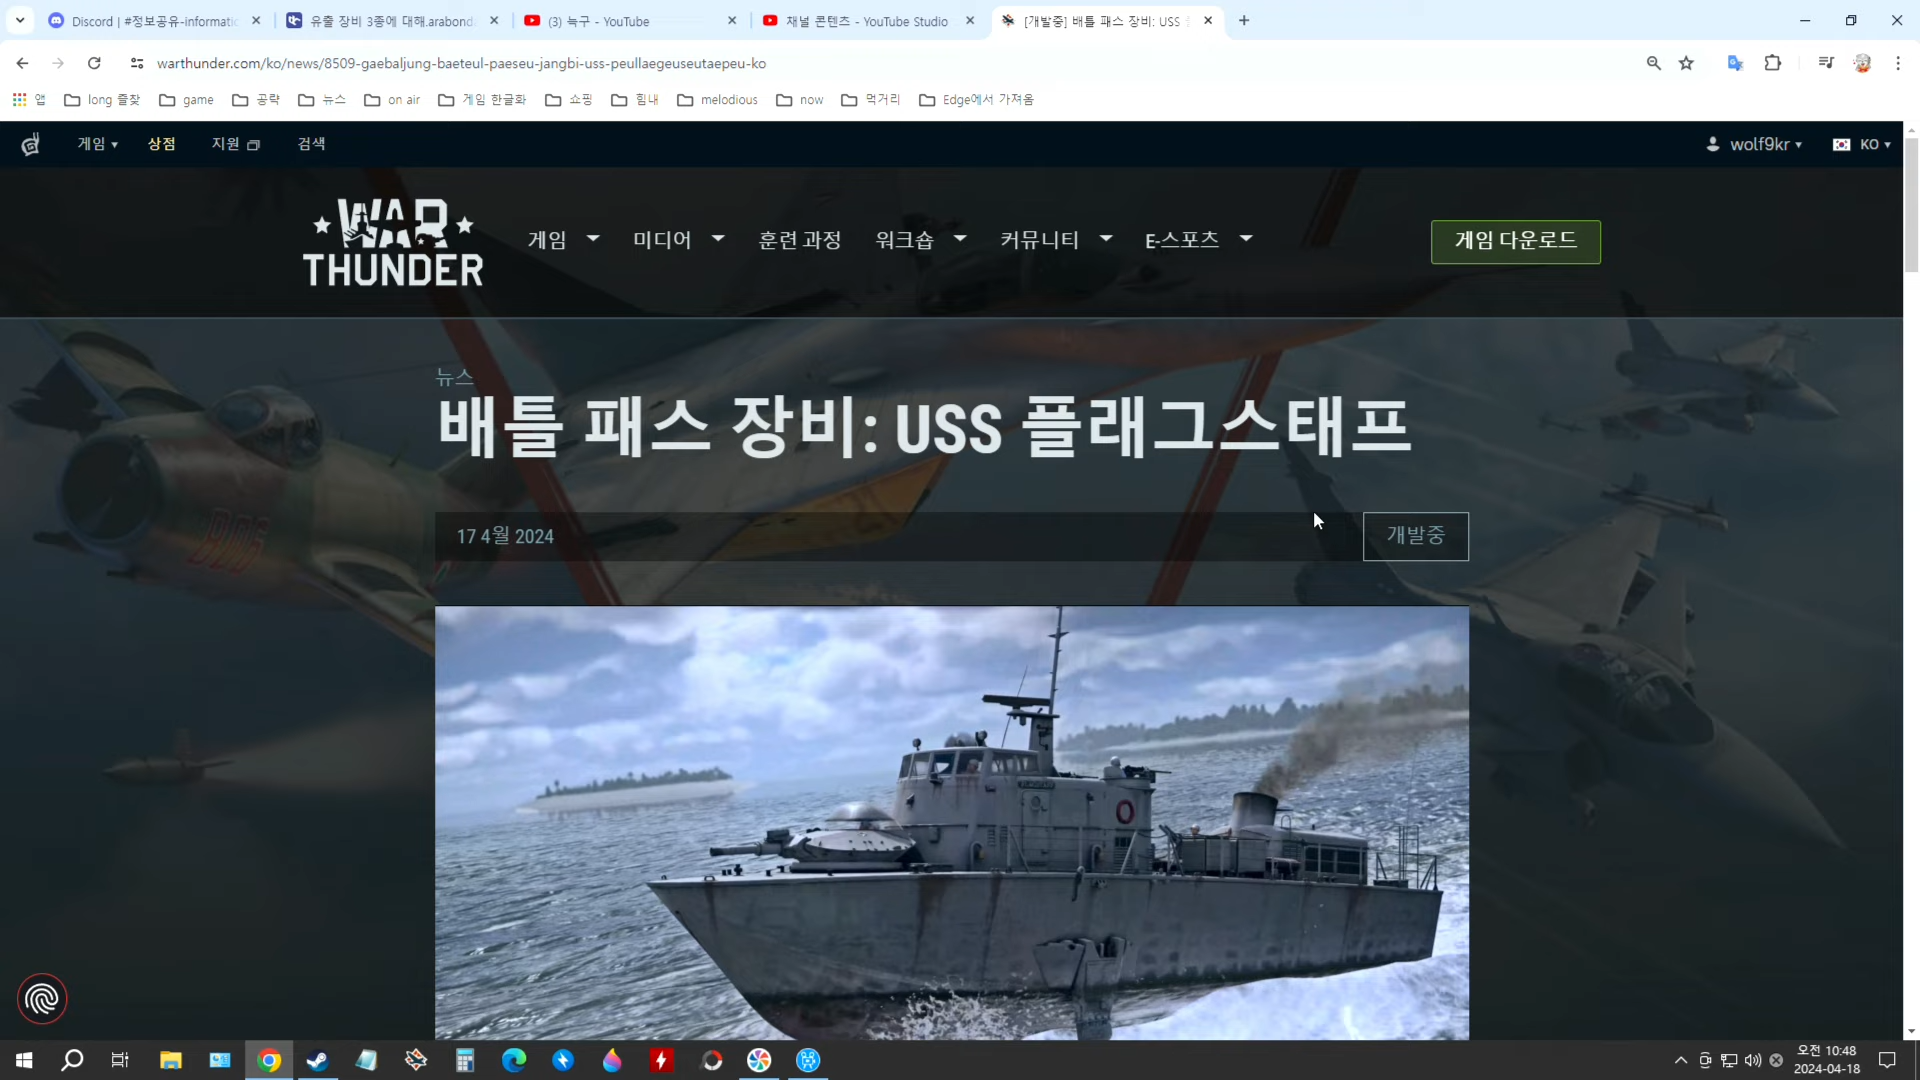 Discord | #정보공유-informatic
유출 장비 3종에 대해.arabonda
(3) 늑구 - YouTube
채널 콘텐츠 - YouTube Studio
[개발중] 배틀 패스 장비: USS
warthunder.com/ko/news/8509-gaebaljung-baeteul-paeseu-jangbi-uss-peullaegeuseutaepeu-ko
앱
long 즐찾
game
공략
뉴스
on air
게임 한글화
쇼핑
힘내
melodious
now
먹거리
Edge에서 가져옴
게임
상점
지원
검색
wolf9kr
KO
WAR
THUNDER
게임
미디어
훈련 과정
워크숍
커뮤니티
E-스포츠
게임 다운로드
뉴스
배틀 패스 장비: USS 플래그스태프
17 4월 2024
개발중
오전 10:48
2024-04-18